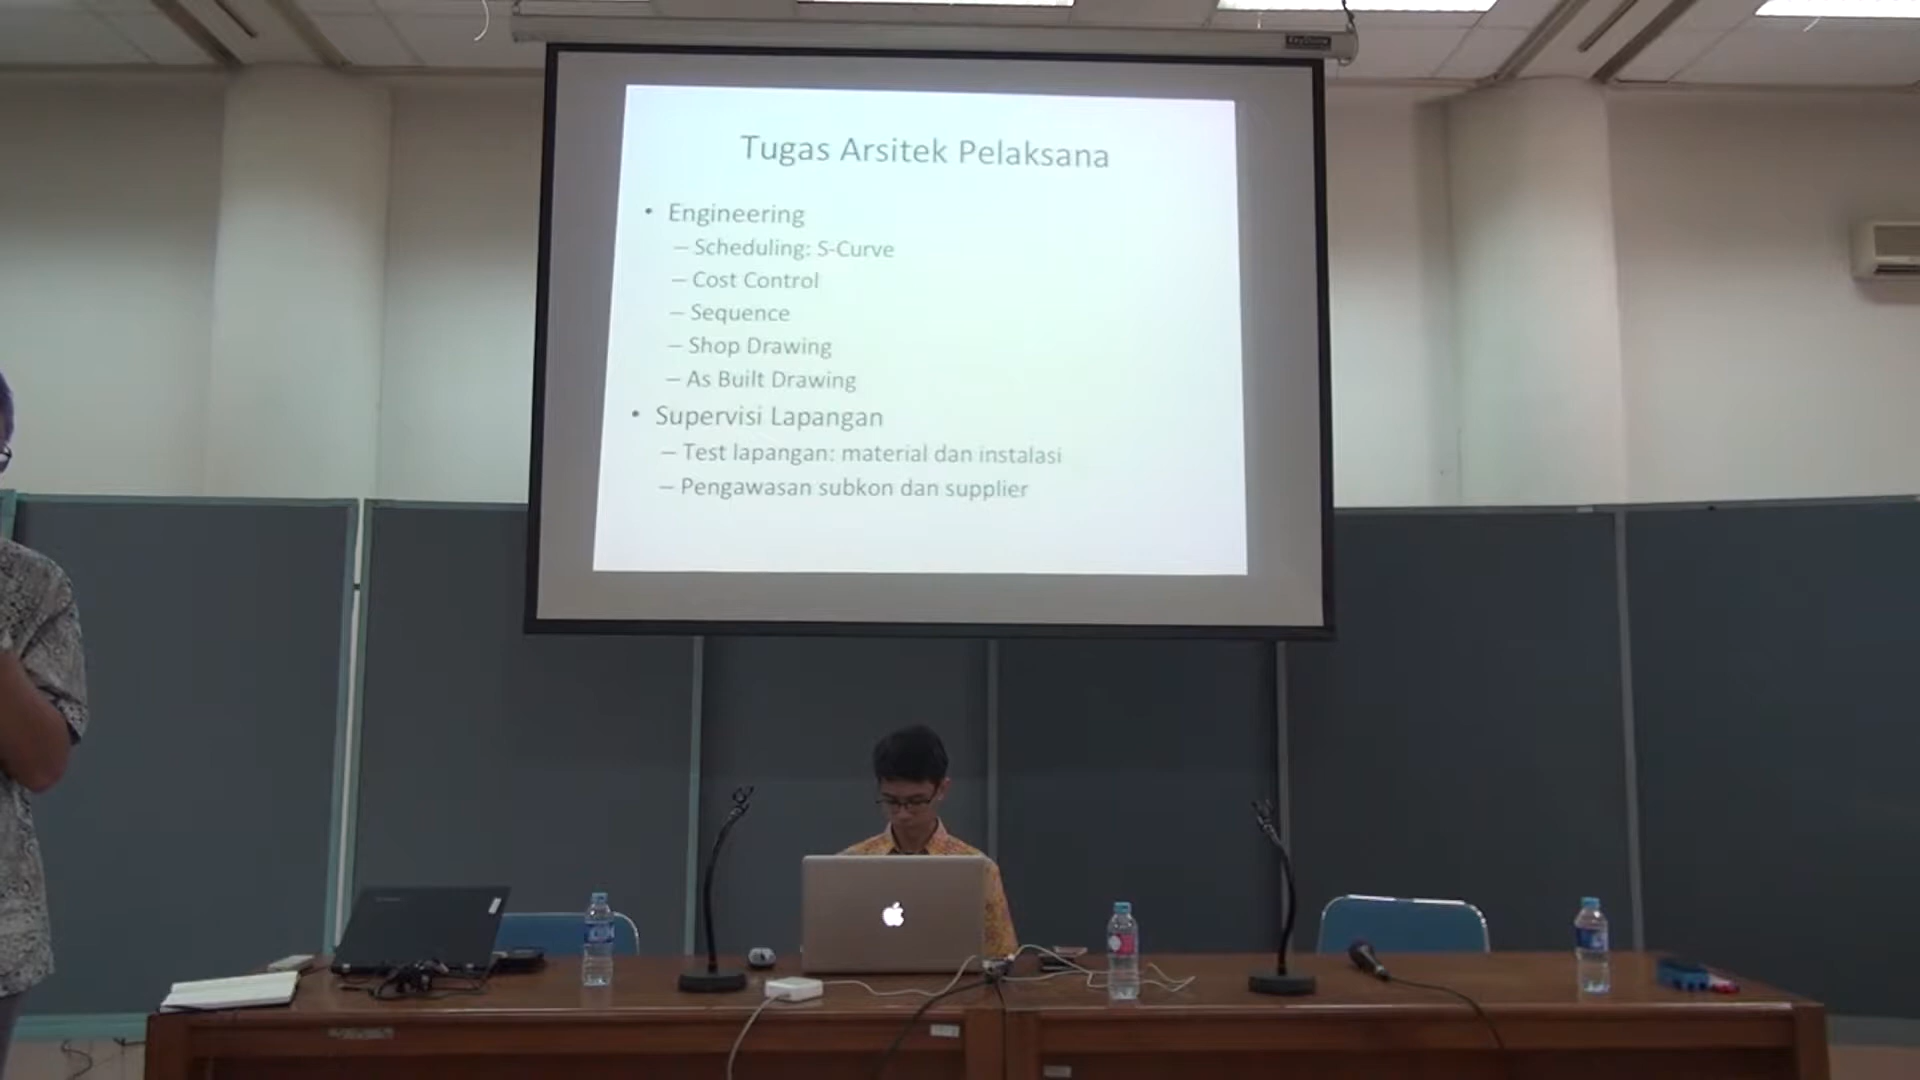 Tugas Arsitek Pelaksana
• Engineering
– Scheduling: S-Curve
– Cost Control
– Sequence
– Shop Drawing
– As Built Drawing
• Supervisi Lapangan
– Test lapangan: material dan instalasi
– Pengawasan subkon dan supplier